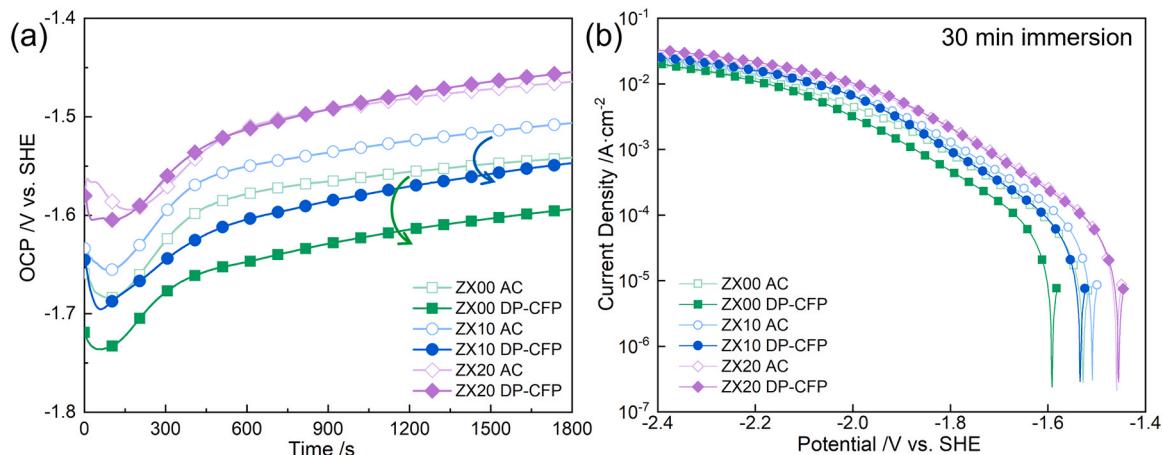 (a)
-1.4
-1.5
-1.6
-1.7
-1.8
OCP /V vs. SHE
ZX00 AC
ZX00 DP-CFP
ZX10 AC
ZX10 DP-CFP
ZX20 AC
ZX20 DP-CFP
0 300 600 900 1200 1500 1800
Time /s
(b)
30 min immersion
10⁻¹
10⁻²
10⁻³
10⁻⁴
10⁻⁵
10⁻⁶
10⁻⁷
Current Density /A·cm⁻²
ZX00 AC
ZX00 DP-CFP
ZX10 AC
ZX10 DP-CFP
ZX20 AC
ZX20 DP-CFP
-2.4 -2.2 -2.0 -1.8 -1.6 -1.4
Potential /V vs. SHE